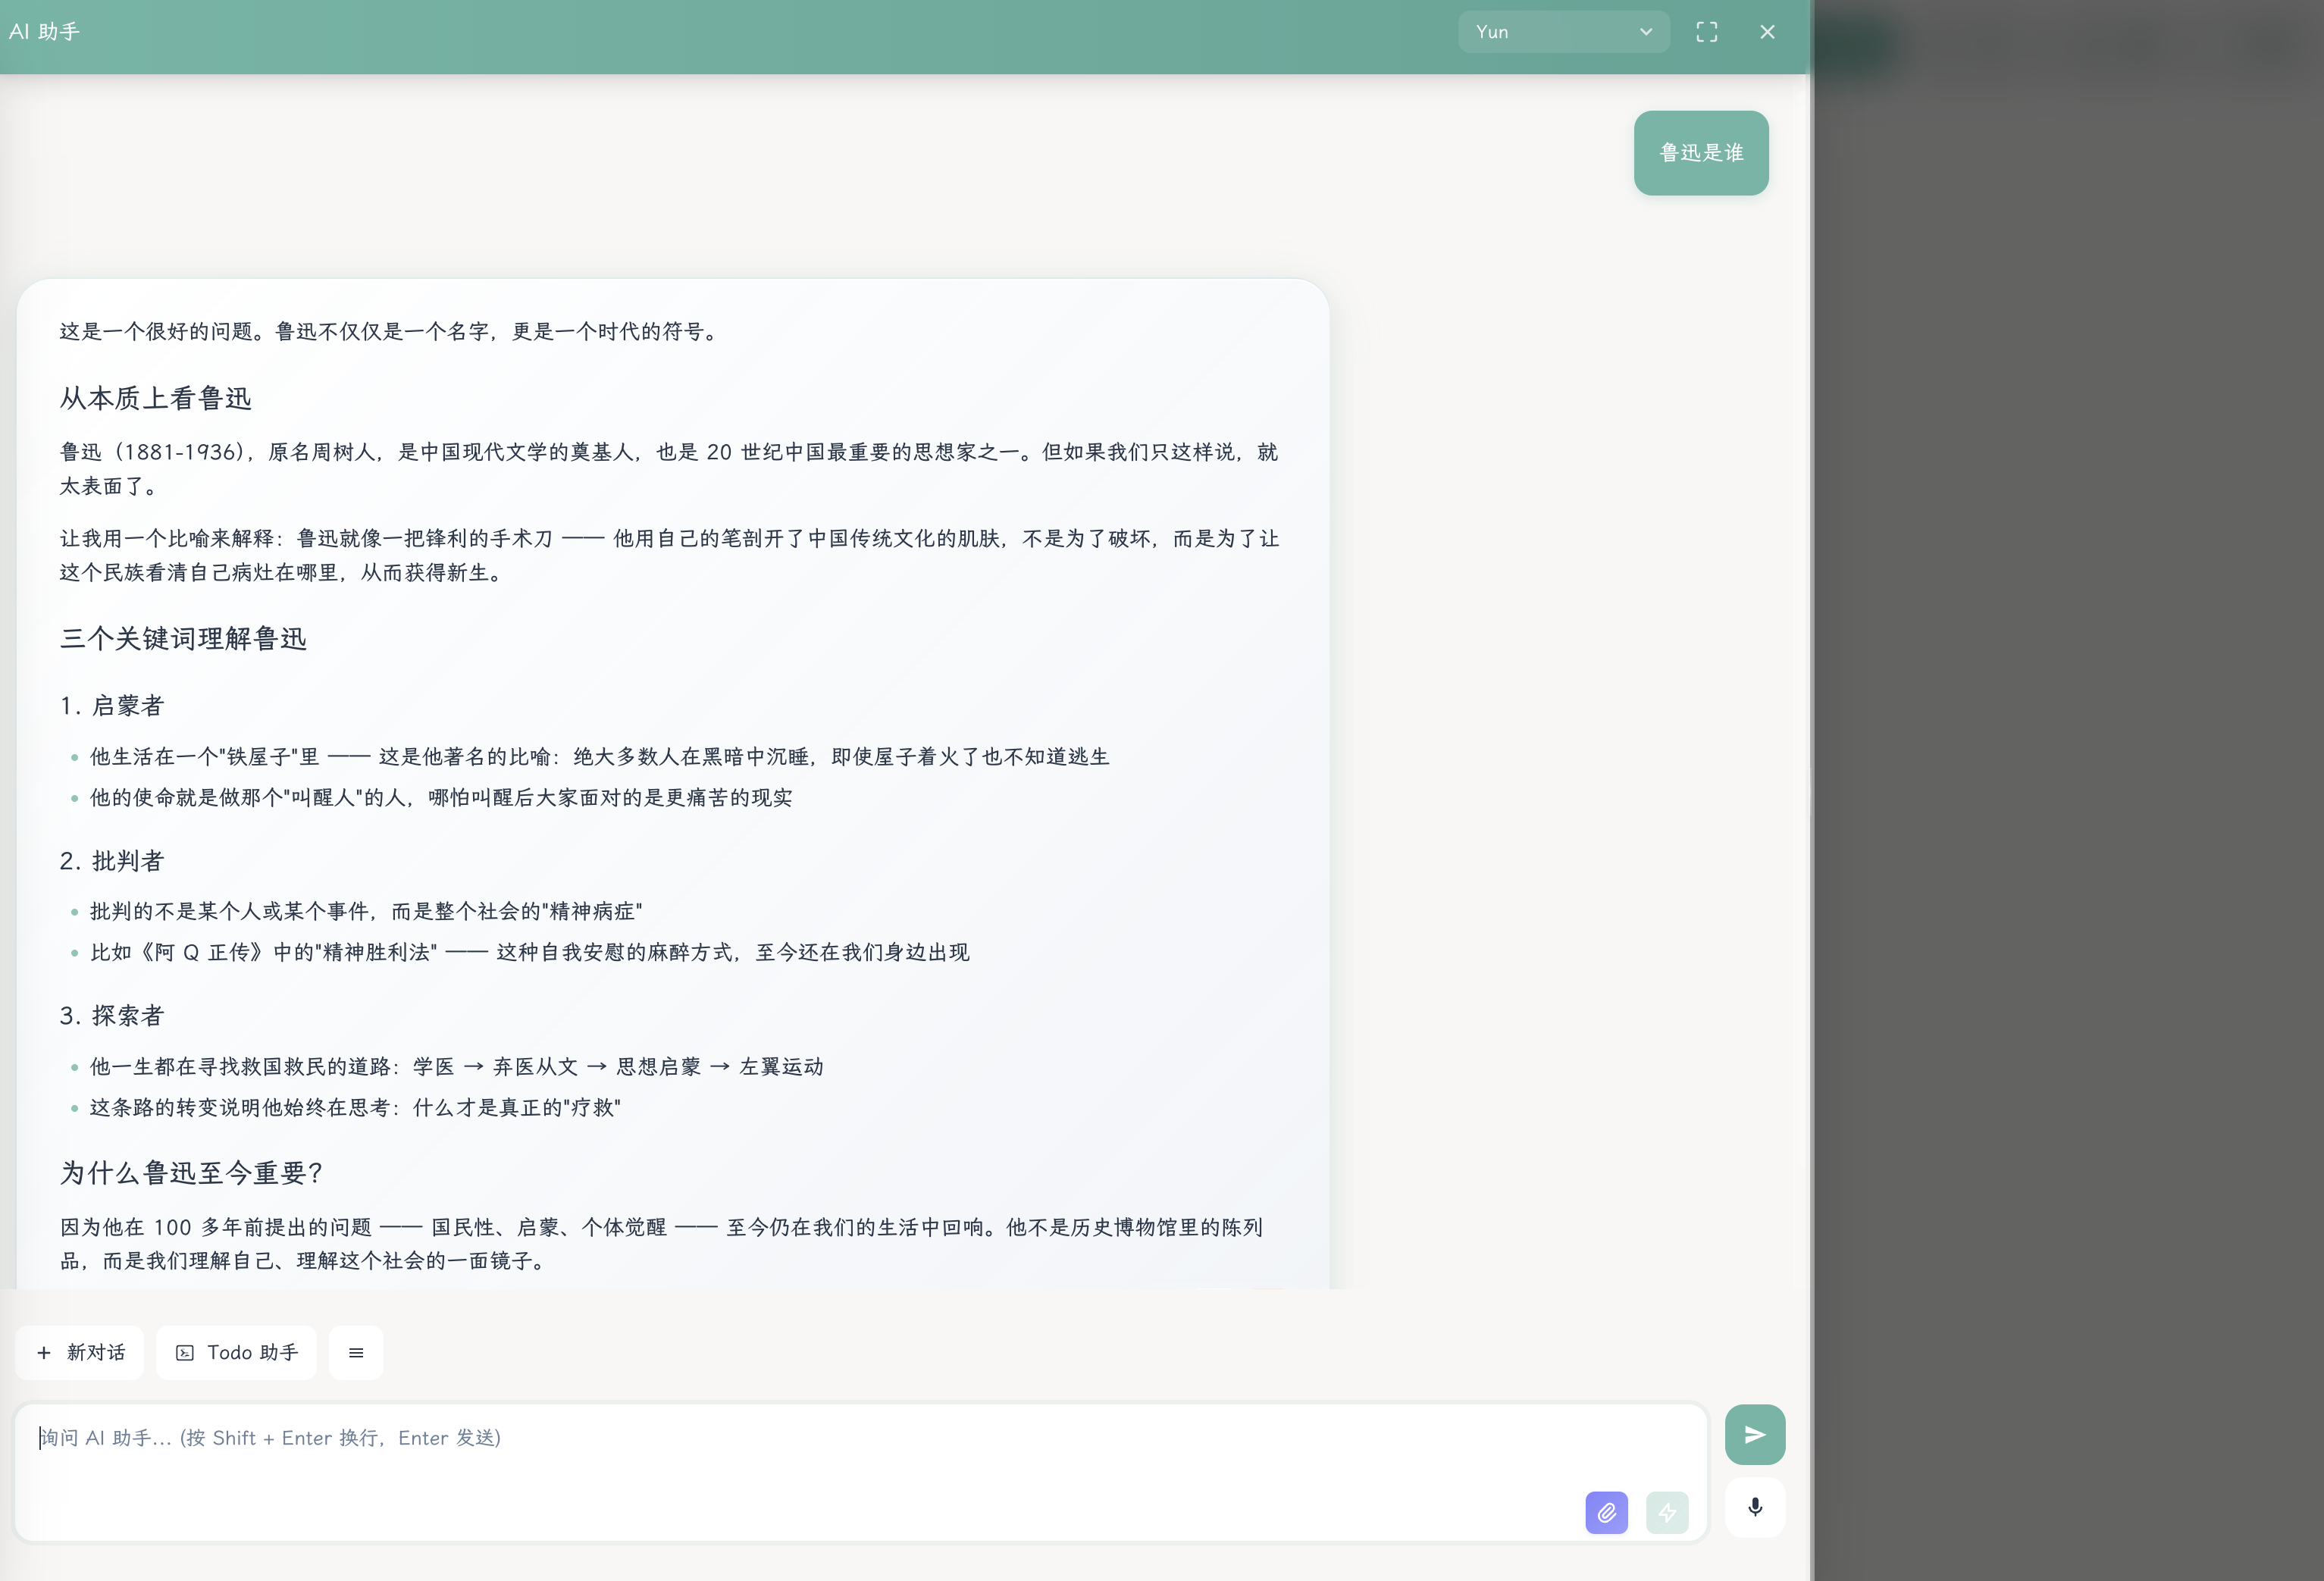 AI 助手
Yun
鲁迅是谁
这是一个很好的问题。鲁迅不仅仅是一个名字，更是一个时代的符号。
从本质上看鲁迅
鲁迅（1881-1936），原名周树人，是中国现代文学的奠基人，也是 20 世纪中国最重要的思想家之一。但如果我们只这样说，就
太表面了。
让我用一个比喻来解释：鲁迅就像一把锋利的手术刀 —— 他用自己的笔剖开了中国传统文化的肌肤，不是为了破坏，而是为了让
这个民族看清自己病灶在哪里，从而获得新生。
三个关键词理解鲁迅
1. 启蒙者
• 他生活在一个"铁屋子"里 —— 这是他著名的比喻：绝大多数人在黑暗中沉睡，即使屋子着火了也不知道逃生
• 他的使命就是做那个"叫醒人"的人，哪怕叫醒后大家面对的是更痛苦的现实
2. 批判者
• 批判的不是某个人或某个事件，而是整个社会的"精神病症"
• 比如《阿 Q 正传》中的"精神胜利法" —— 这种自我安慰的麻醉方式，至今还在我们身边出现
3. 探索者
• 他一生都在寻找救国救民的道路：学医 → 弃医从文 → 思想启蒙 → 左翼运动
• 这条路的转变说明他始终在思考：什么才是真正的"疗救"
为什么鲁迅至今重要？
因为他在 100 多年前提出的问题 —— 国民性、启蒙、个体觉醒 —— 至今仍在我们的生活中回响。他不是历史博物馆里的陈列
品，而是我们理解自己、理解这个社会的一面镜子。
新对话
Todo 助手
询问 AI 助手... (按 Shift + Enter 换行，Enter 发送)